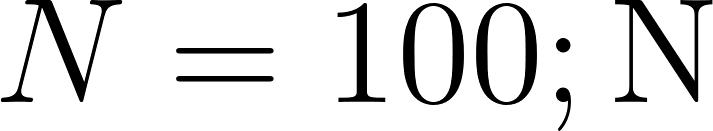 N = 100; N